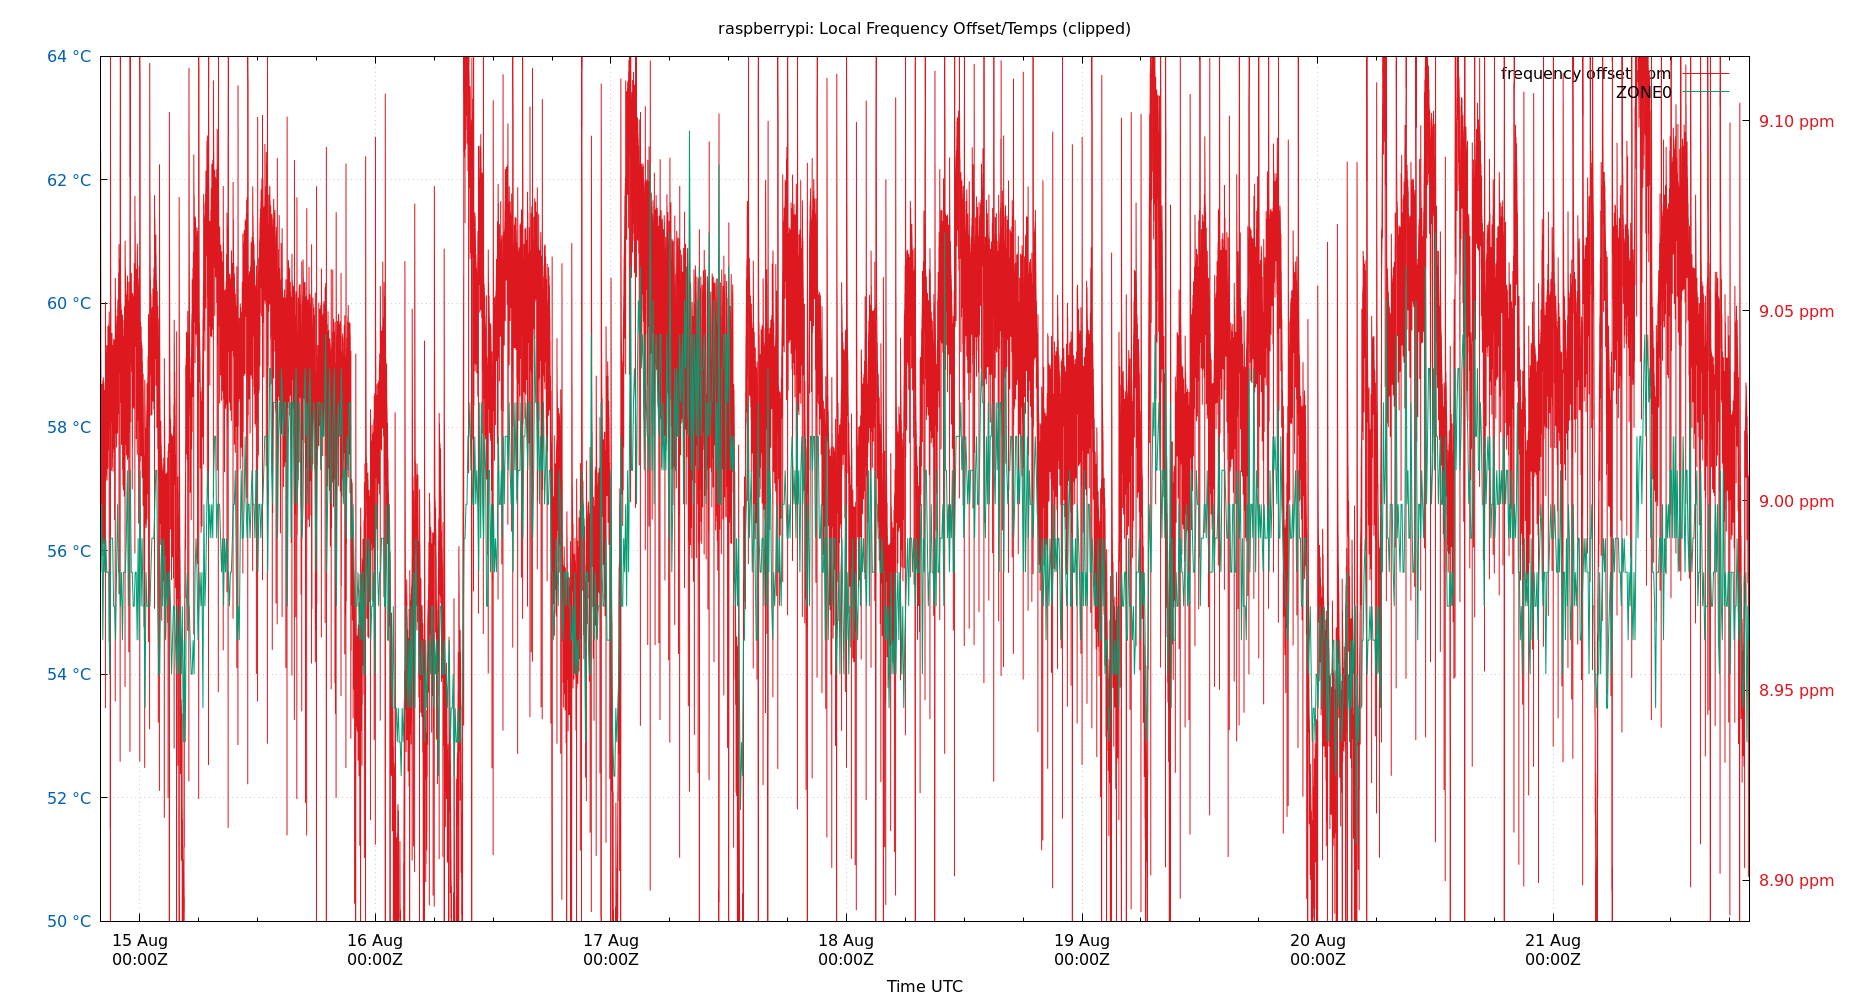 raspberrypi: Local Frequency Offset/Temps (clipped)
64 °C
62 °C
60 °C
58 °C
56 °C
54 °C
52 °C
50 °C
frequency offset ppm
ZONE0
9.10 ppm
9.05 ppm
9.00 ppm
8.95 ppm
8.90 ppm
15 Aug 16 Aug 17 Aug 18 Aug 19 Aug 20 Aug 21 Aug
00:00Z 00:00Z 00:00Z 00:00Z 00:00Z 00:00Z 00:00Z
Time UTC